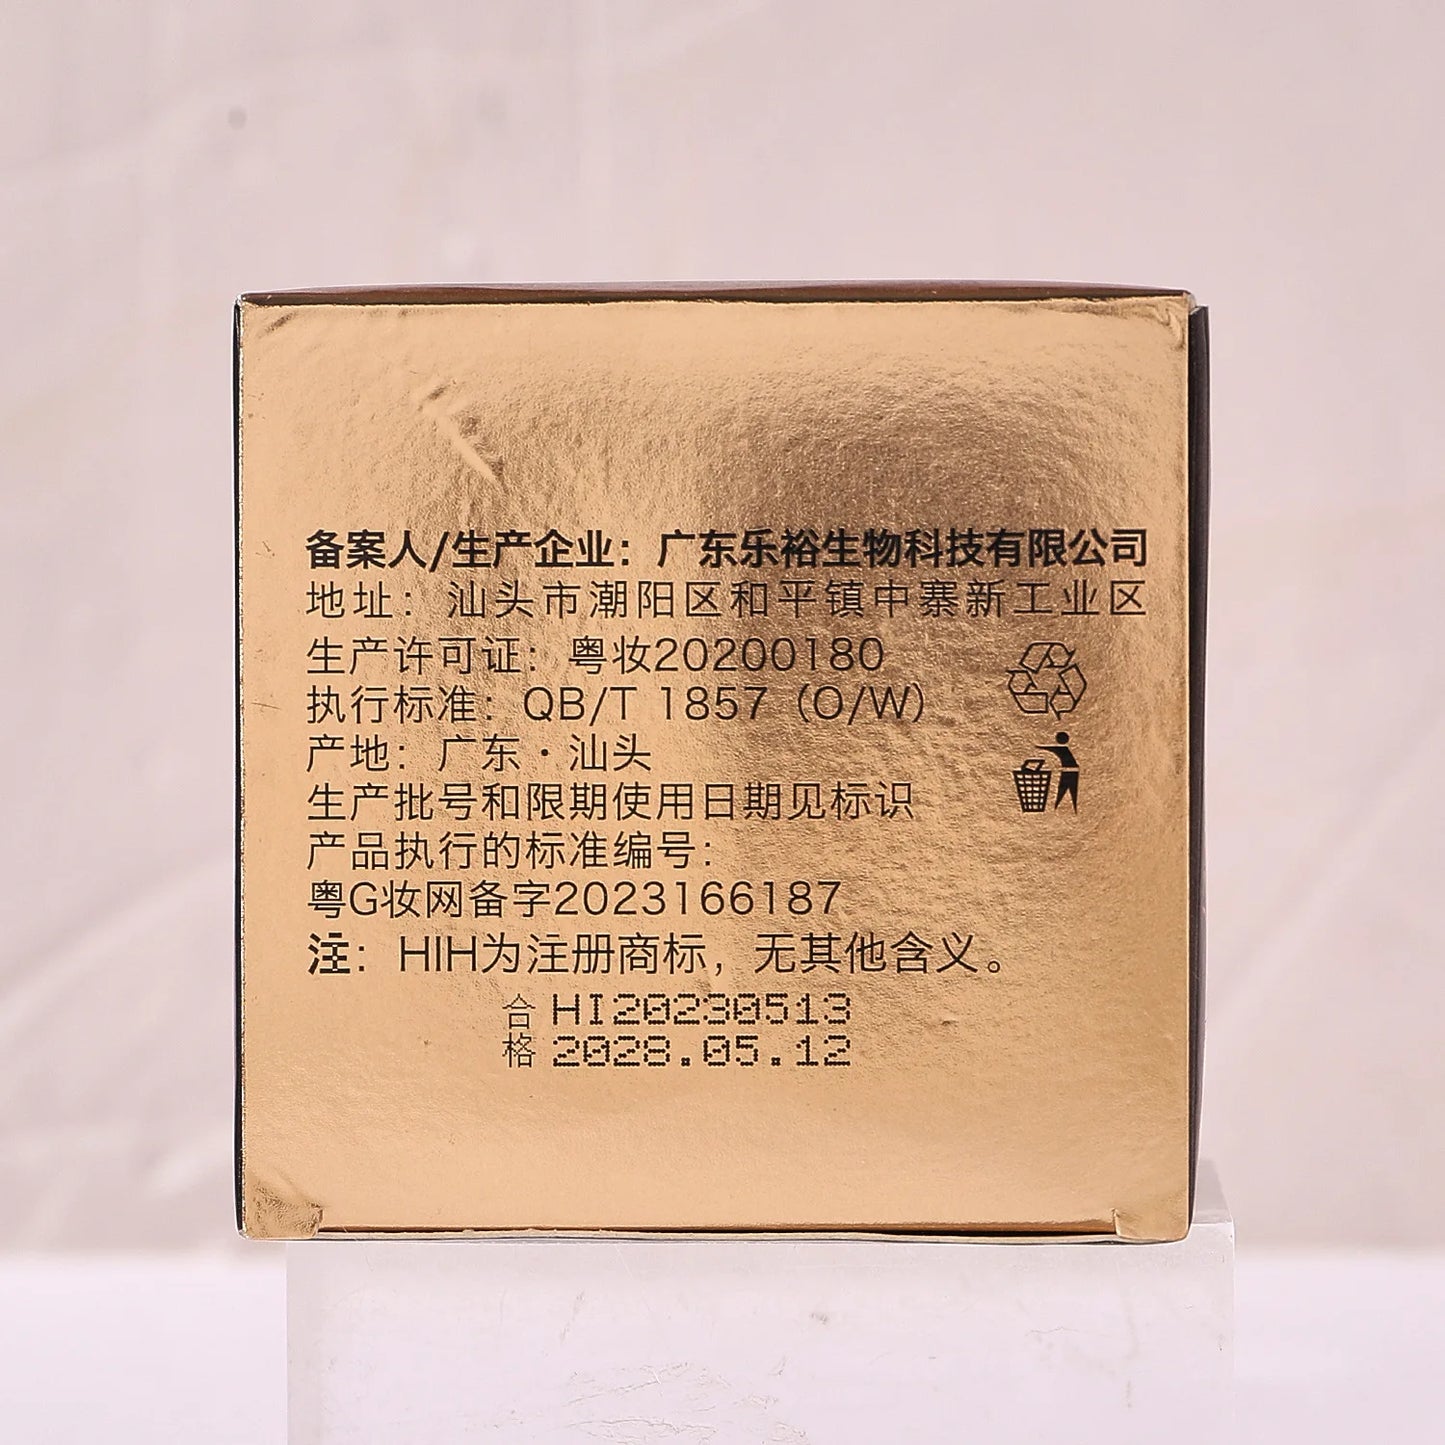 备案人/生产企业：广东乐裕生物科技有限公司
地址：汕头市潮阳区和平镇中寨新工业区
生产许可证：粤妆20200180
执行标准：QB/T 1857（O/W）
产地：广东·汕头
生产批号和限期使用日期见标识
产品执行的标准编号：
粤G妆网备字2023166187
注：HIH为注册商标，无其他含义。
合格 HI20230513
2028.05.12